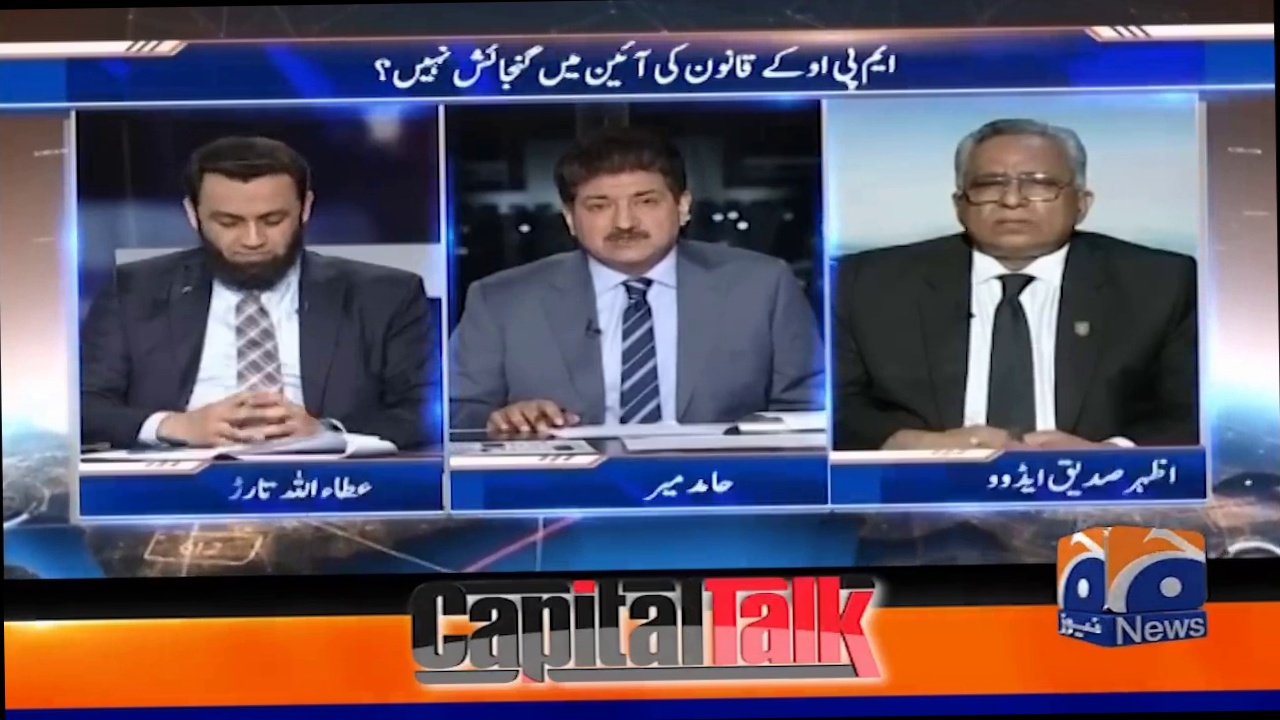 ایم پی او کے قانون کی آئین میں گنجائش نہیں؟
عطاء اللہ تارڑ
حامد میر
اظہر صدیق ایڈوو
612
Capital Talk
نیوز News